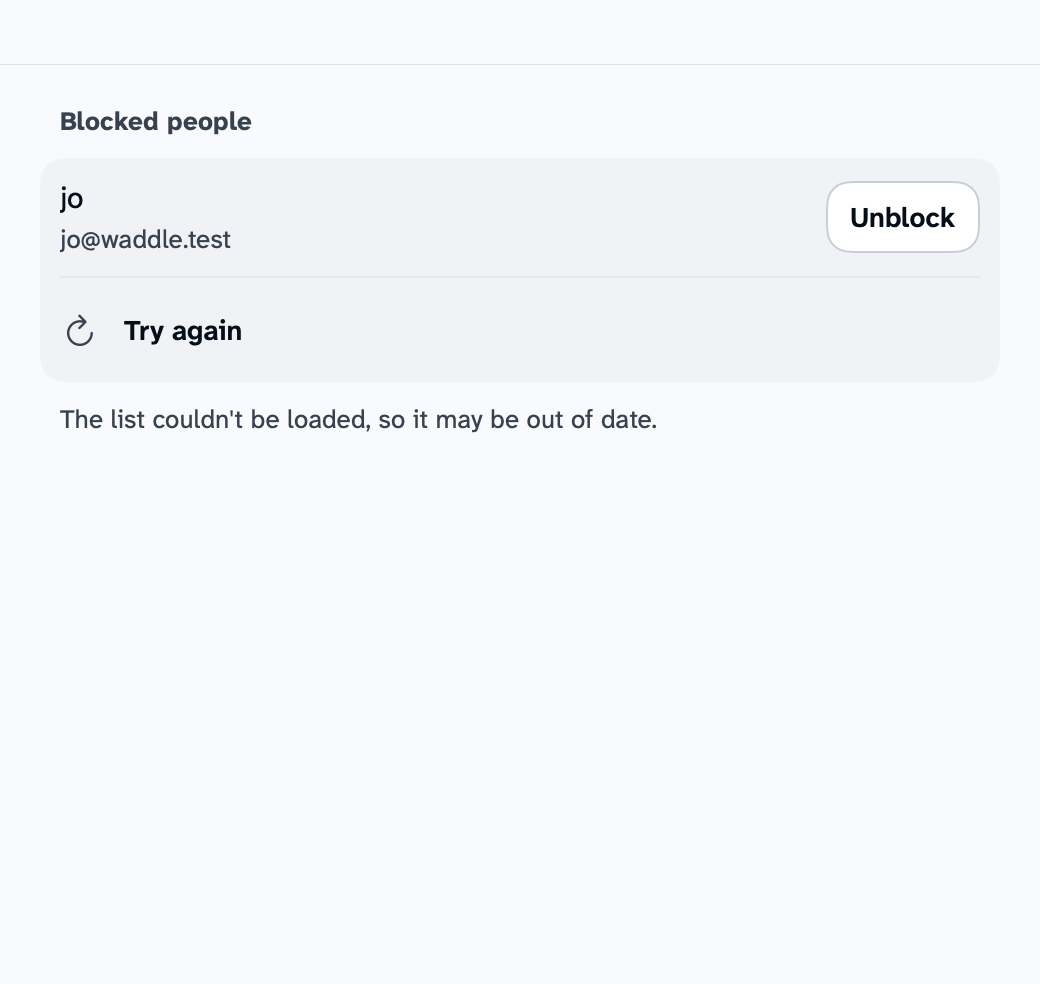 Blocked people
jo
jo@waddle.test
Unblock
Try again
The list couldn't be loaded, so it may be out of date.